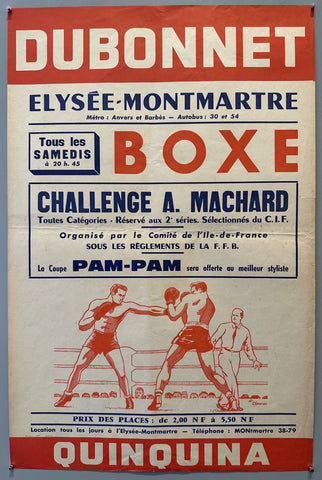 DUBONNET
ELYSÉE-MONTMARTRE
Métro : Anvers et Barbès — Autobus : 30 et 54
Tous les
SAMEDIS
à 20 h. 45
BOXE
CHALLENGE A. MACHARD
Toutes Catégories - Réservé aux 2e séries. Sélectionnés du C.I.F.
Organisé par le Comité de l'Ile-de-France
SOUS LES RÈGLEMENTS DE LA F.F.B.
La Coupe PAM-PAM sera offerte au meilleur styliste
PRIX DES PLACES : de 2,00 NF à 5,50 NF
Location tous les jours à l'Elysée-Montmartre — Téléphone : MONtmartre 38-79
QUINQUINA